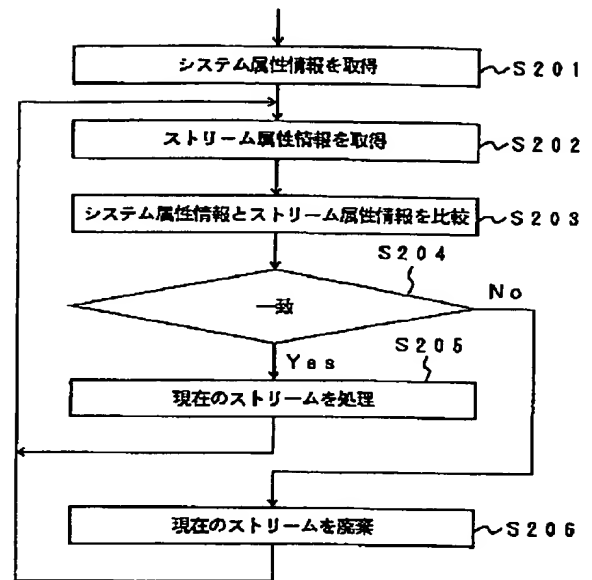 システム属性情報を取得
S201
ストリーム属性情報を取得
S202
システム属性情報とストリーム属性情報を比較
S203
S204
一致
No
Yes
S205
現在のストリームを処理
現在のストリームを廃棄
S206